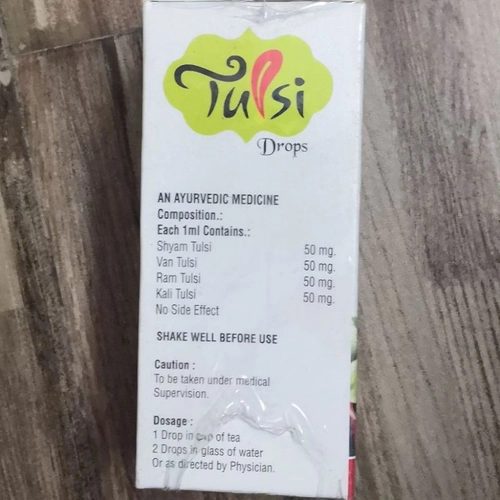 Tulsi
Drops
AN AYURVEDIC MEDICINE
Composition.:
Each 1ml Contains.:
Shyam Tulsi 50 mg.
Van Tulsi 50 mg.
Ram Tulsi 50 mg.
Kali Tulsi 50 mg.
No Side Effect
SHAKE WELL BEFORE USE
Caution :
To be taken under medical
Supervision.
Dosage :
1 Drop in cup of tea
2 Drops in glass of water
Or as directed by Physician.